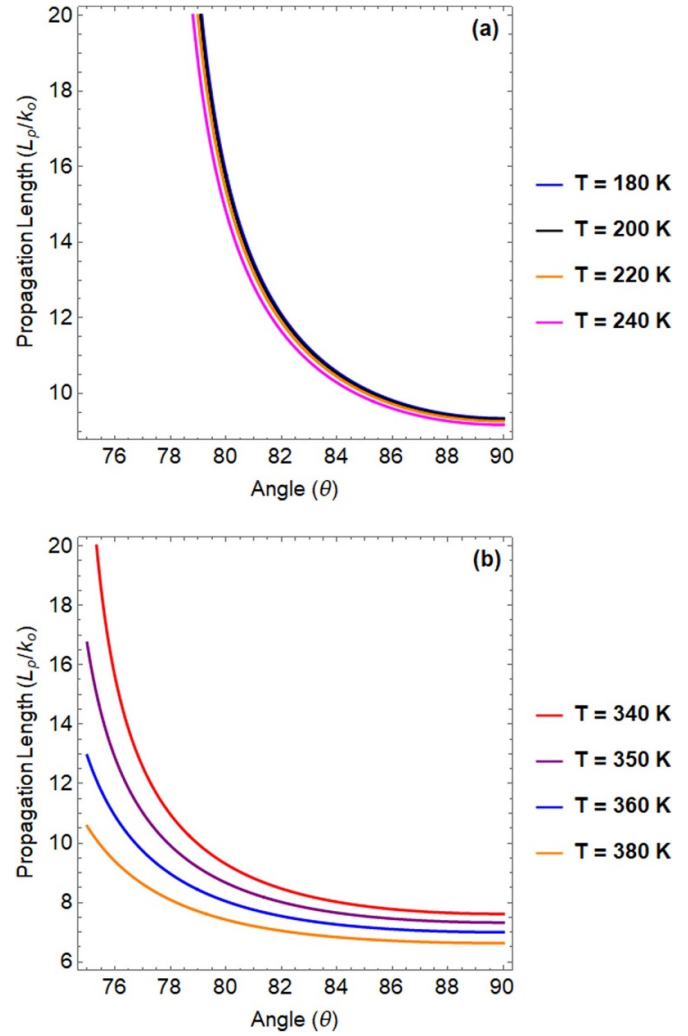 (a)
20
18
16
14
12
10
Propagation Length (Lρ/ko)
76 78 80 82 84 86 88 90
Angle (θ)
T = 180 K
T = 200 K
T = 220 K
T = 240 K
(b)
20
18
16
14
12
10
8
6
Propagation Length (Lρ/ko)
76 78 80 82 84 86 88 90
Angle (θ)
T = 340 K
T = 350 K
T = 360 K
T = 380 K